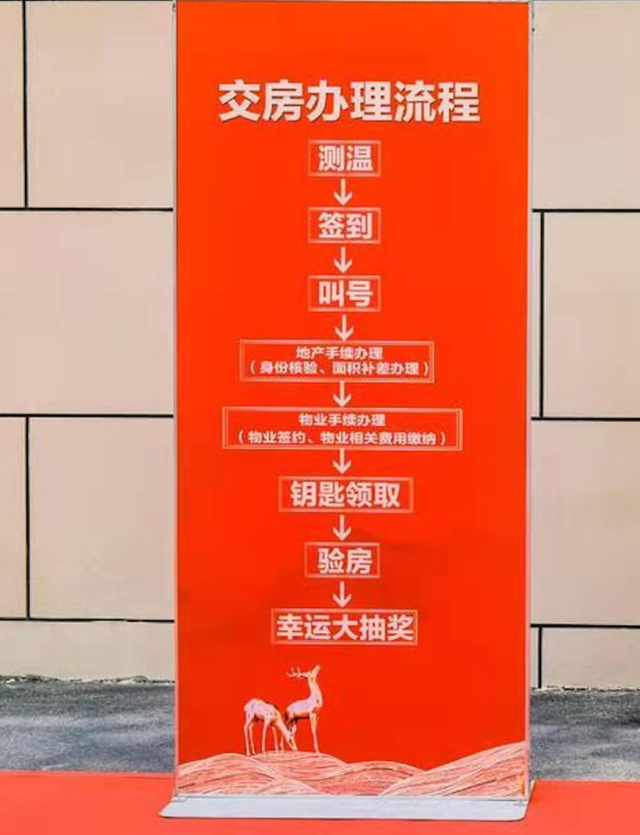 交房办理流程
测温
签到
叫号
地产手续办理
（身份核验、面积补差办理）
物业手续办理
（物业签约、物业相关费用缴纳）
钥匙领取
验房
幸运大抽奖